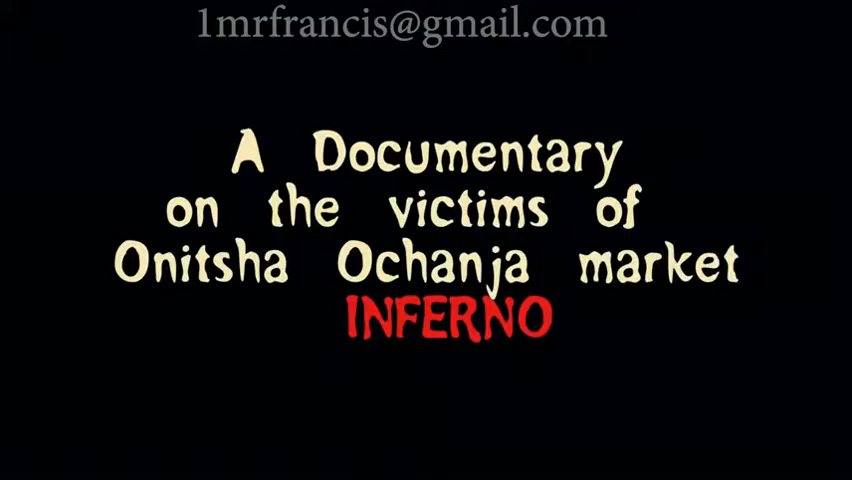 1mrfrancis@gmail.com
A Documentary
on the victims of
Onitsha Ochanja market
INFERNO